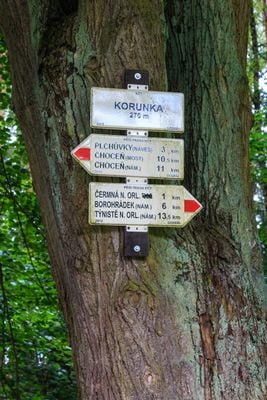 KORUNKA
270 m
PLCHŮVKY (NÁVES) 3 km
CHOCEŇ (MOST) 10,5 km
CHOCEŇ (NÁM.) 11 km
ČERMNÁ N. ORL. 1 km
BOROHRÁDEK (NÁM.) 6 km
TÝNIŠTĚ N. ORL. (NÁM.) 13,5 km